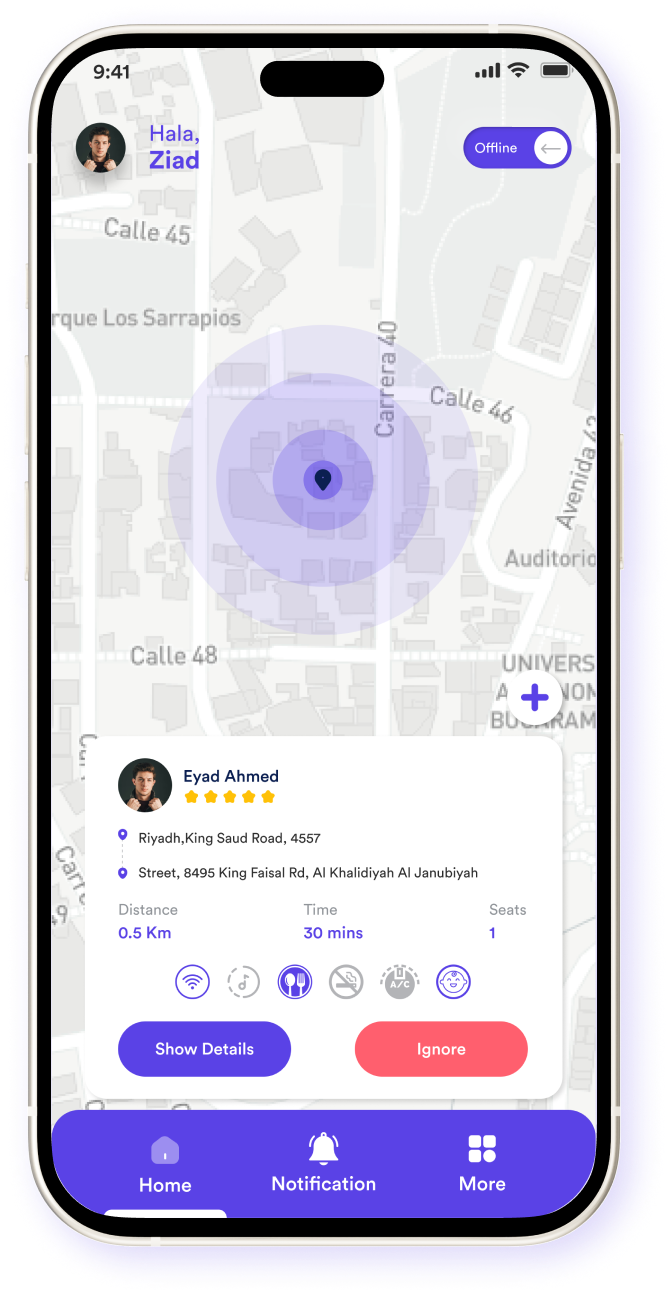 9:41
Hala,
Ziad
Offline
Calle 45
rque Los Sarrapios
Carrera 40
Calle 46
Avenida 42
Auditorio
Calle 48
UNIVERS
A
NOM
BUCARAM
Eyad Ahmed
Riyadh,King Saud Road, 4557
Street, 8495 King Faisal Rd, Al Khalidiyah Al Janubiyah
Distance
Time
Seats
0.5 Km
30 mins
1
A/C
Show Details
Ignore
Home
Notification
More